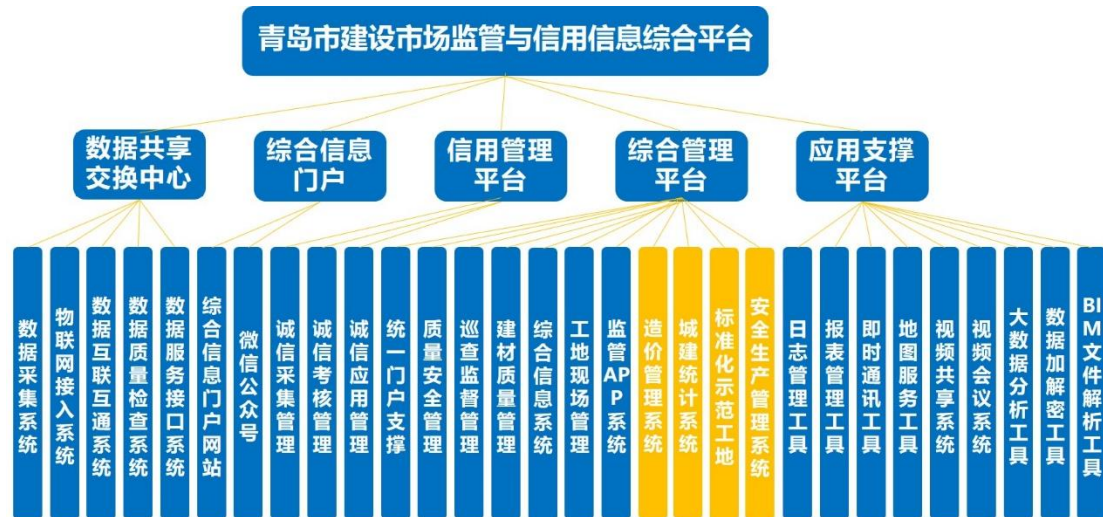 青岛市建设市场监管与信用信息综合平台
数据共享
交换中心
综合信息
门户
信用管理
平台
综合管理
平台
应用支撑
平台
数据采集系统
物联网接入系统
数据互联互通系统
数据质量检查系统
数据服务接口系统
综合信息门户网站
微信公众号
诚信采集管理
诚信考核管理
诚信应用管理
统一门户支撑
质量安全管理
巡查监督管理
建材质量管理
综合信息系统
工地现场管理
监管APP系统
造价管理系统
城建统计系统
标准化示范工地
安全生产管理系统
日志管理工具
报表管理工具
即时通讯工具
地图服务工具
视频共享系统
视频会议系统
大数据分析工具
数据加解密工具
BIM文件解析工具